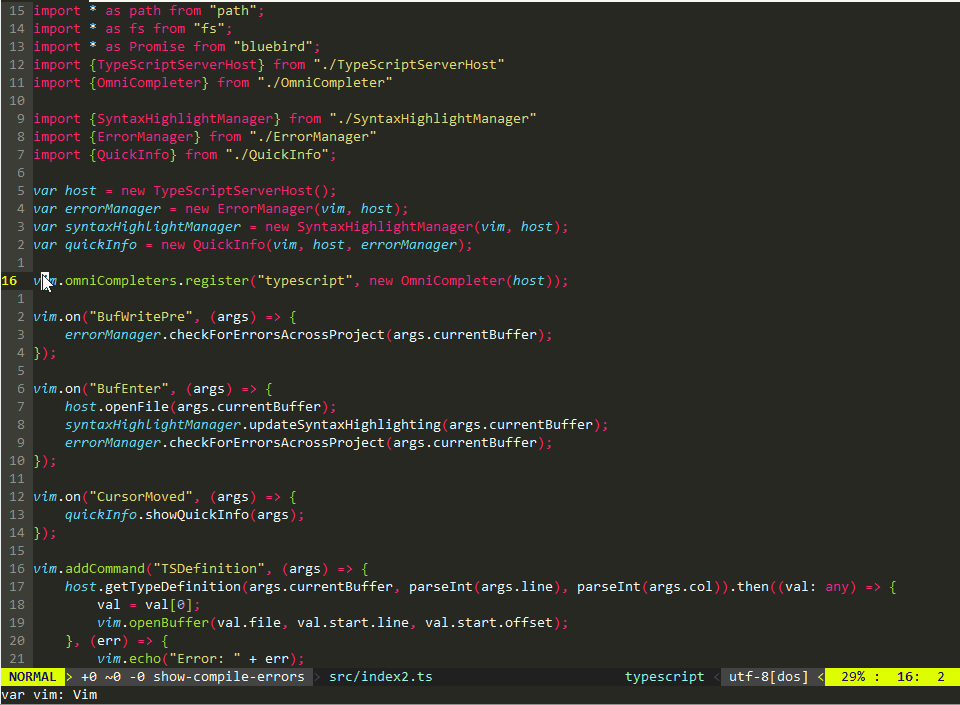 15 import * as path from "path";
14 import * as fs from "fs";
13 import * as Promise from "bluebird";
12 import {TypeScriptServerHost} from "./TypeScriptServerHost"
11 import {OmniCompleter} from "./OmniCompleter"
10
9 import {SyntaxHighlightManager} from "./SyntaxHighlightManager"
8 import {ErrorManager} from "./ErrorManager"
7 import {QuickInfo} from "./QuickInfo";
6
5 var host = new TypeScriptServerHost();
4 var errorManager = new ErrorManager(vim, host);
3 var syntaxHighlightManager = new SyntaxHighlightManager(vim, host);
2 var quickInfo = new QuickInfo(vim, host, errorManager);
1
16 vim.omniCompleters.register("typescript", new OmniCompleter(host));
1
2 vim.on("BufWritePre", (args) => {
3     errorManager.checkForErrorsAcrossProject(args.currentBuffer);
4 });
5
6 vim.on("BufEnter", (args) => {
7     host.openFile(args.currentBuffer);
8     syntaxHighlightManager.updateSyntaxHighlighting(args.currentBuffer);
9     errorManager.checkForErrorsAcrossProject(args.currentBuffer);
10 });
11
12 vim.on("CursorMoved", (args) => {
13     quickInfo.showQuickInfo(args);
14 });
15
16 vim.addCommand("TSDefinition", (args) => {
17     host.getTypeDefinition(args.currentBuffer, parseInt(args.line), parseInt(args.col)).then((val: any) => {
18         val = val[0];
19         vim.openBuffer(val.file, val.start.line, val.start.offset);
20     }, (err) => {
21         vim.echo("Error: " + err);
NORMAL > +0 ~0 -0 show-compile-errors > src/index2.ts typescript < utf-8[dos] < 29% : 16: 2
var vim: Vim